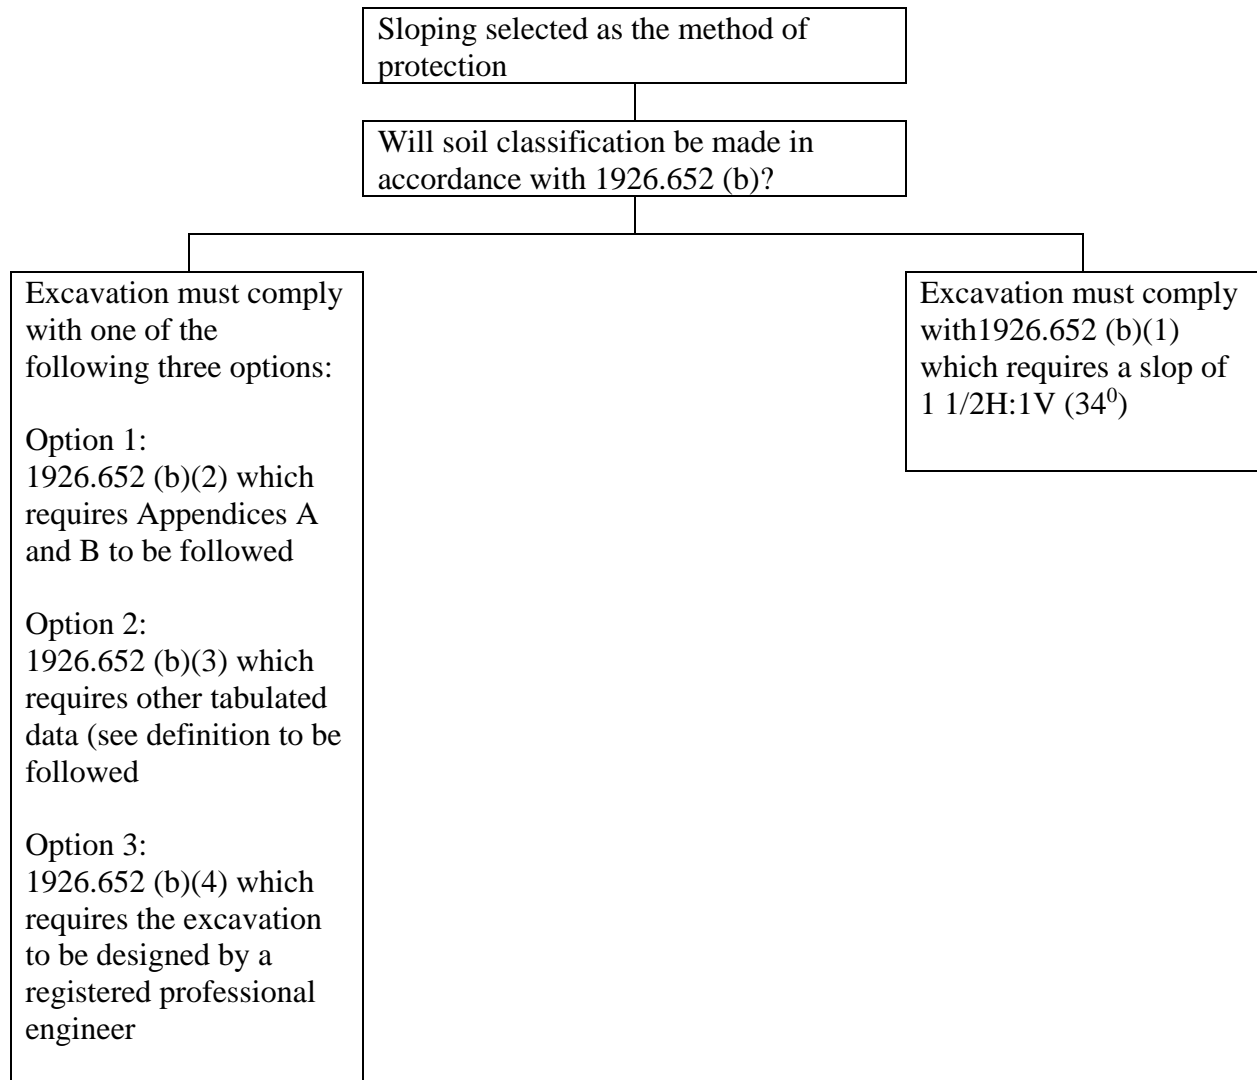 Sloping selected as the method of
protection
Will soil classification be made in
accordance with 1926.652 (b)?
Excavation must comply
with one of the
following three options:
Option 1:
1926.652 (b)(2) which
requires Appendices A
and B to be followed
Option 2:
1926.652 (b)(3) which
requires other tabulated
data (see definition to be
followed
Option 3:
1926.652 (b)(4) which
requires the excavation
to be designed by a
registered professional
engineer
Excavation must comply
with1926.652 (b)(1)
which requires a slop of
1 1/2H:1V (34⁰)